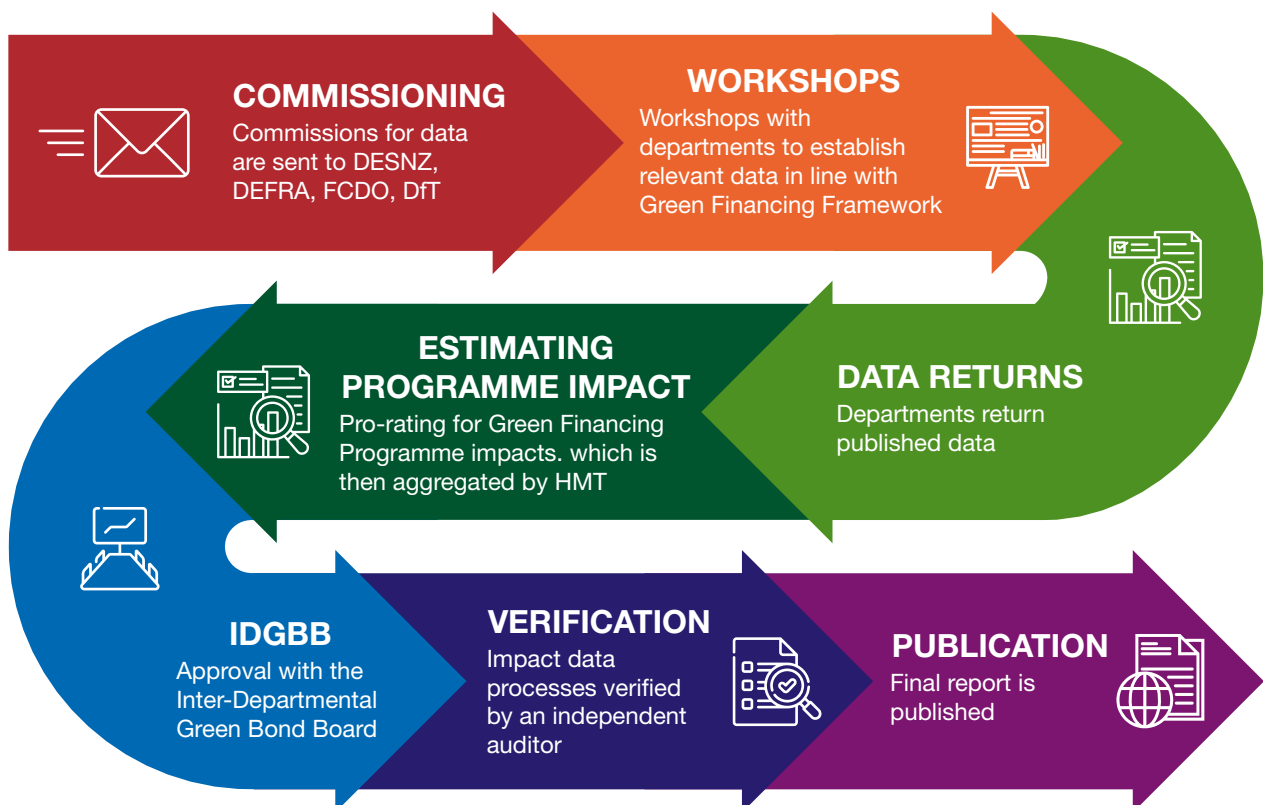 COMMISSIONING
Commissions for data
are sent to DESNZ,
DEFRA, FCDO, DfT
WORKSHOPS
Workshops with
departments to establish
relevant data in line with
Green Financing Framework
DATA RETURNS
Departments return
published data
ESTIMATING
PROGRAMME IMPACT
Pro-rating for Green Financing
Programme impacts. which is
then aggregated by HMT
IDGBB
Approval with the
Inter-Departmental
Green Bond Board
VERIFICATION
Impact data
processes verified
by an independent
auditor
PUBLICATION
Final report is
published